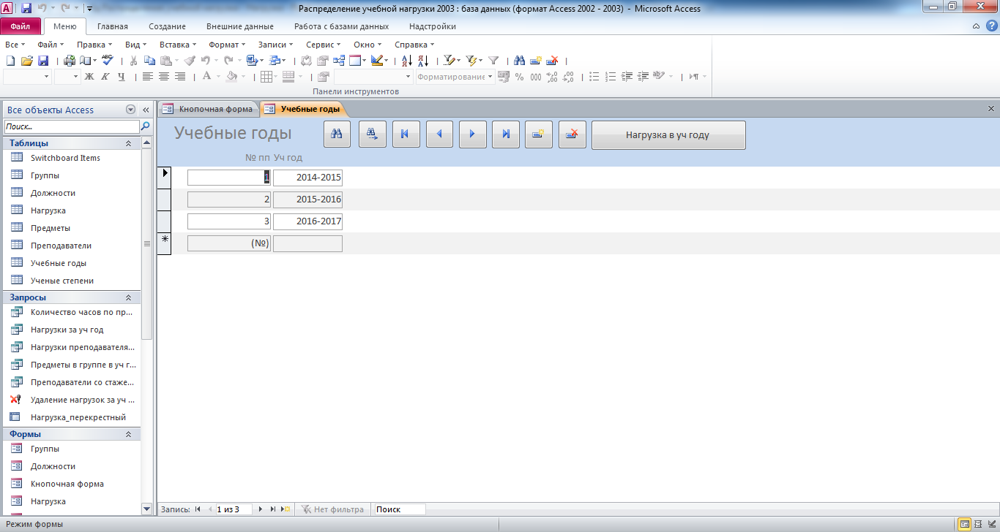 Распределение учебной нагрузки 2003 : база данных (формат Access 2002 - 2003) - Microsoft Access
Файл Меню Главная Создание Внешние данные Работа с базами данных Надстройки
Все Файл Правка Вид Вставка Формат Записи Сервис Окно Справка
Ж К Ч Форматирование % 000
Панели инструментов
Все объекты Access
Поиск...
Таблицы
Switchboard Items
Группы
Должности
Нагрузка
Предметы
Преподаватели
Учебные годы
Ученые степени
Запросы
Количество часов по пр...
Нагрузки за уч год
Нагрузки преподавателя...
Предметы в группе в уч г...
Преподаватели со стаже...
Удаление нагрузок за уч ...
Нагрузка_перекрестный
Формы
Группы
Должности
Кнопочная форма
Нагрузка
Кнопочная форма Учебные годы
Учебные годы Нагрузка в уч году
№ пп Уч год
1 2014-2015
2 2015-2016
3 2016-2017
(№)
Запись: 1 из 3 Нет фильтра Поиск
Режим формы